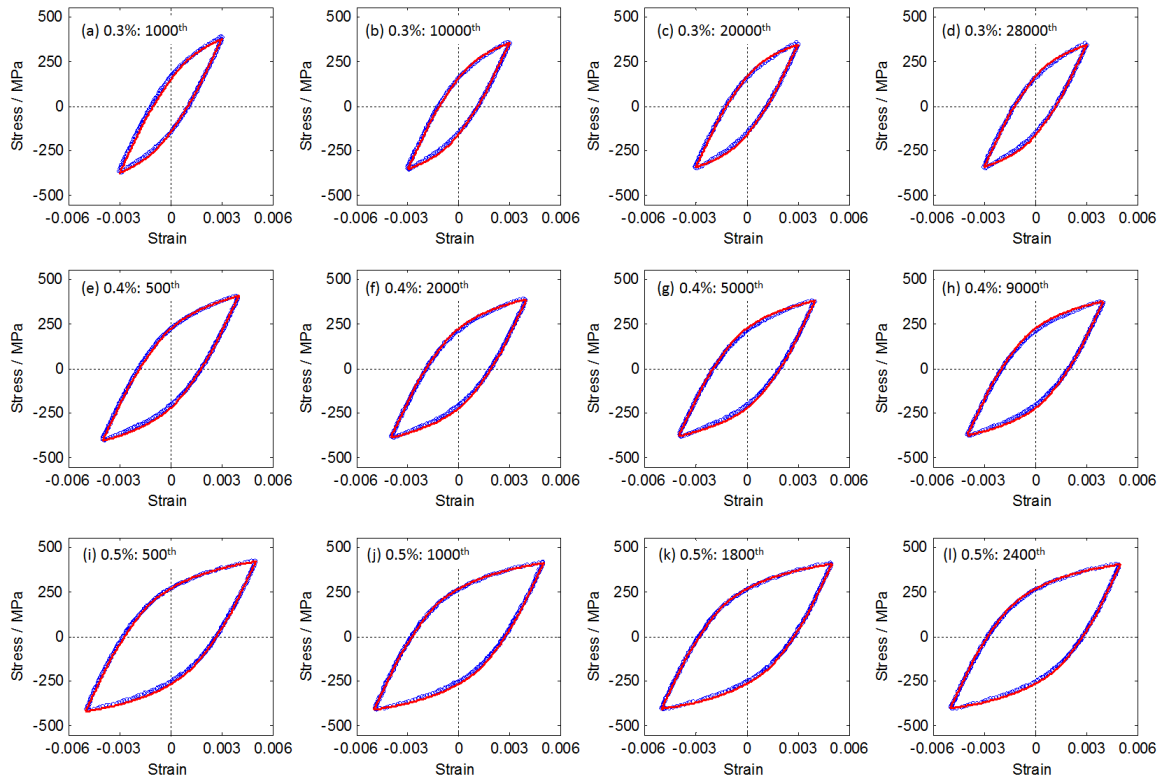 (a) 0.3%: 1000th
(b) 0.3%: 10000th
(c) 0.3%: 20000th
(d) 0.3%: 28000th
500
250
0
-250
-500
Stress / MPa
-0.006 -0.003 0 0.003 0.006
Strain
500
250
0
-250
-500
Stress / MPa
-0.006 -0.003 0 0.003 0.006
Strain
500
250
0
-250
-500
Stress / MPa
-0.006 -0.003 0 0.003 0.006
Strain
500
250
0
-250
-500
Stress / MPa
-0.006 -0.003 0 0.003 0.006
Strain
(e) 0.4%: 500th
(f) 0.4%: 2000th
(g) 0.4%: 5000th
(h) 0.4%: 9000th
500
250
0
-250
-500
Stress / MPa
-0.006 -0.003 0 0.003 0.006
Strain
500
250
0
-250
-500
Stress / MPa
-0.006 -0.003 0 0.003 0.006
Strain
500
250
0
-250
-500
Stress / MPa
-0.006 -0.003 0 0.003 0.006
Strain
500
250
0
-250
-500
Stress / MPa
-0.006 -0.003 0 0.003 0.006
Strain
(i) 0.5%: 500th
(j) 0.5%: 1000th
(k) 0.5%: 1800th
(l) 0.5%: 2400th
500
250
0
-250
-500
Stress / MPa
-0.006 -0.003 0 0.003 0.006
Strain
500
250
0
-250
-500
Stress / MPa
-0.006 -0.003 0 0.003 0.006
Strain
500
250
0
-250
-500
Stress / MPa
-0.006 -0.003 0 0.003 0.006
Strain
500
250
0
-250
-500
Stress / MPa
-0.006 -0.003 0 0.003 0.006
Strain